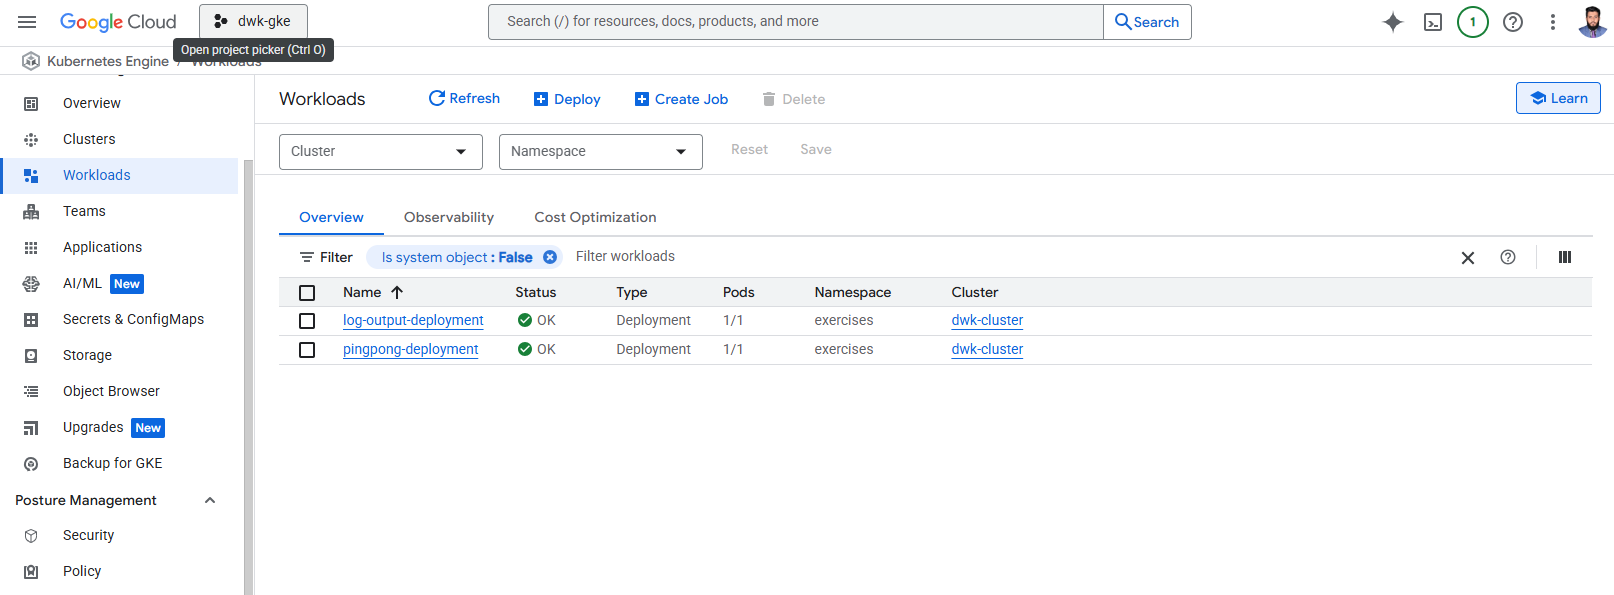 Google Cloud
dwk-gke
Search (/) for resources, docs, products, and more
Search
1
Open project picker (Ctrl O)
Kubernetes Engine / Workloads
Overview
Clusters
Workloads
Teams
Applications
AI/ML New
Secrets & ConfigMaps
Storage
Object Browser
Upgrades New
Backup for GKE
Posture Management
Security
Policy
Workloads
Refresh
Deploy
Create Job
Delete
Learn
Cluster
Namespace
Reset
Save
Overview
Observability
Cost Optimization
Filter
Is system object : False
Filter workloads
Name Status Type Pods Namespace Cluster
log-output-deployment OK Deployment 1/1 exercises dwk-cluster
pingpong-deployment OK Deployment 1/1 exercises dwk-cluster